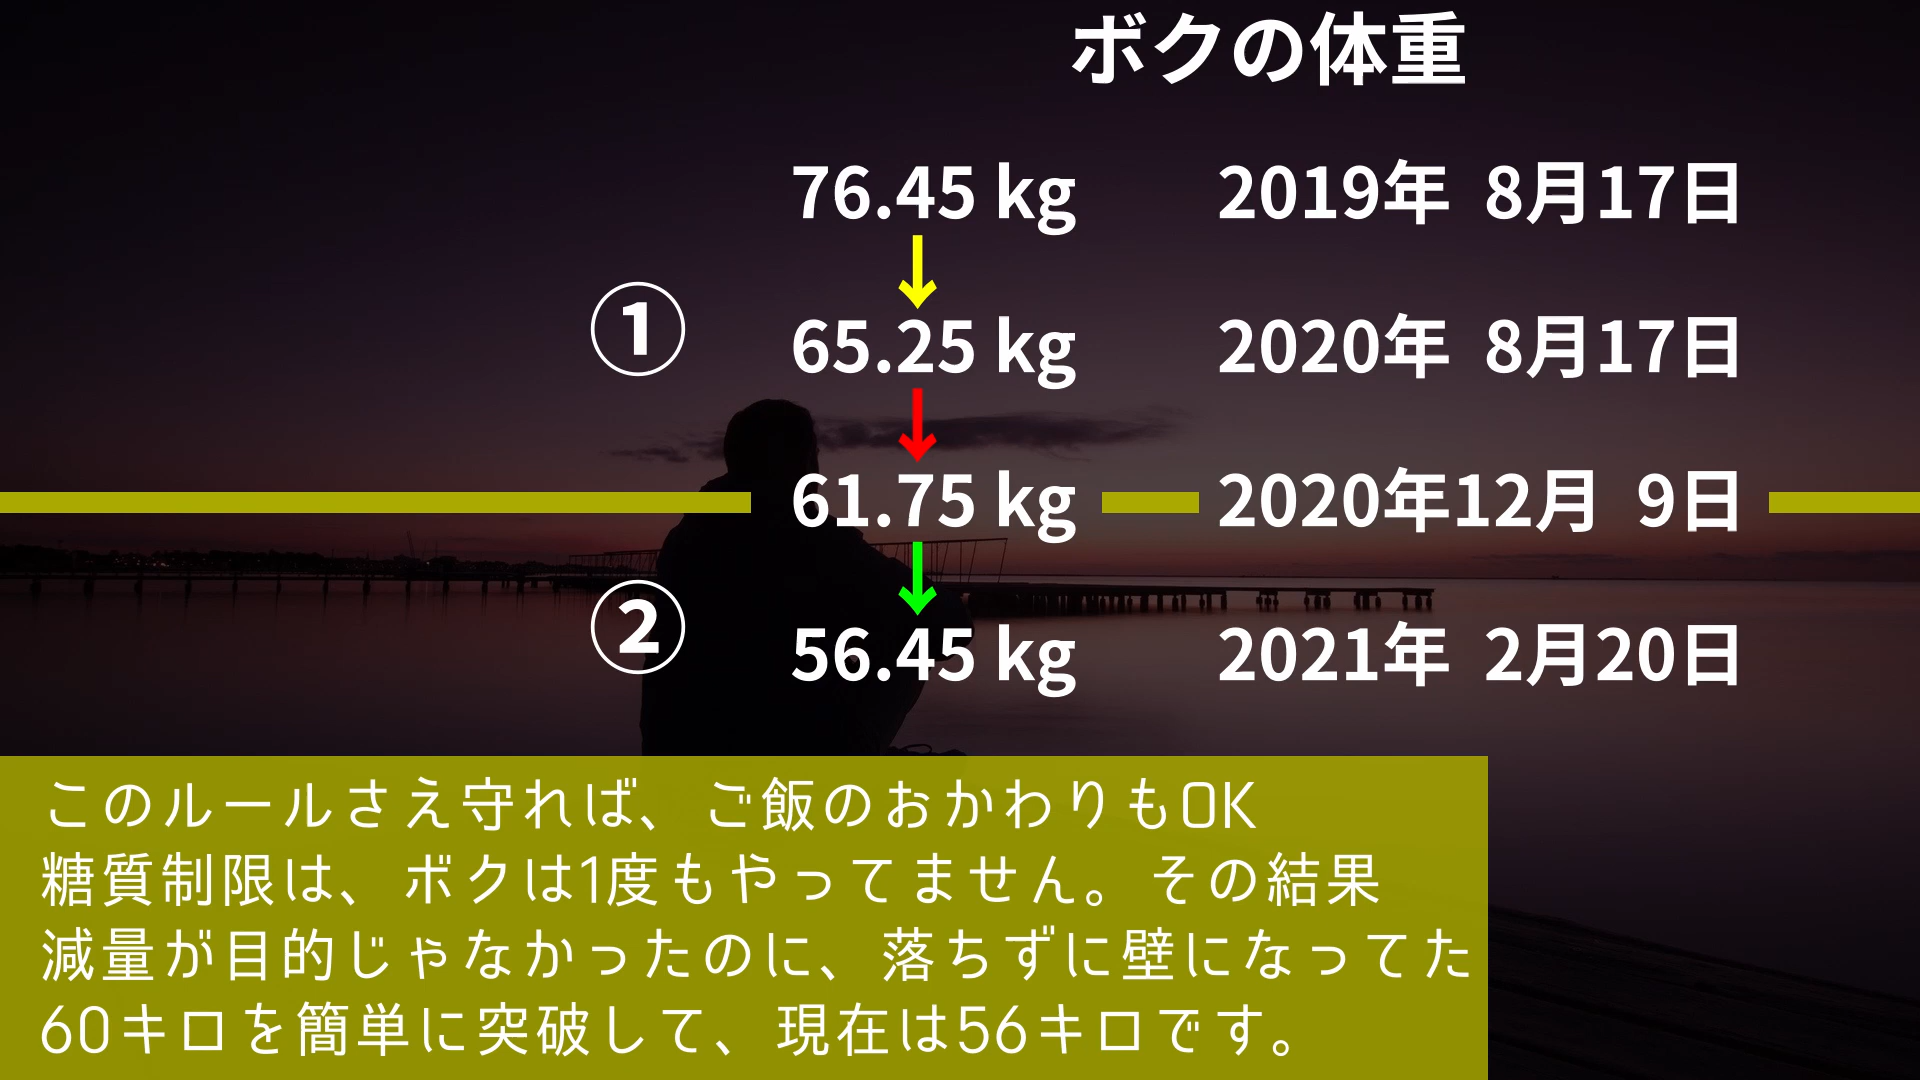 ボクの体重
76.45 kg 2019年 8月17日
↓
① 65.25 kg 2020年 8月17日
↓
61.75 kg 2020年12月 9日
↓
② 56.45 kg 2021年 2月20日
このルールさえ守れば、ご飯のおかわりもOK
糖質制限は、ボクは1度もやってません。その結果
減量が目的じゃなかったのに、落ちずに壁になってた
60キロを簡単に突破して、現在は56キロです。